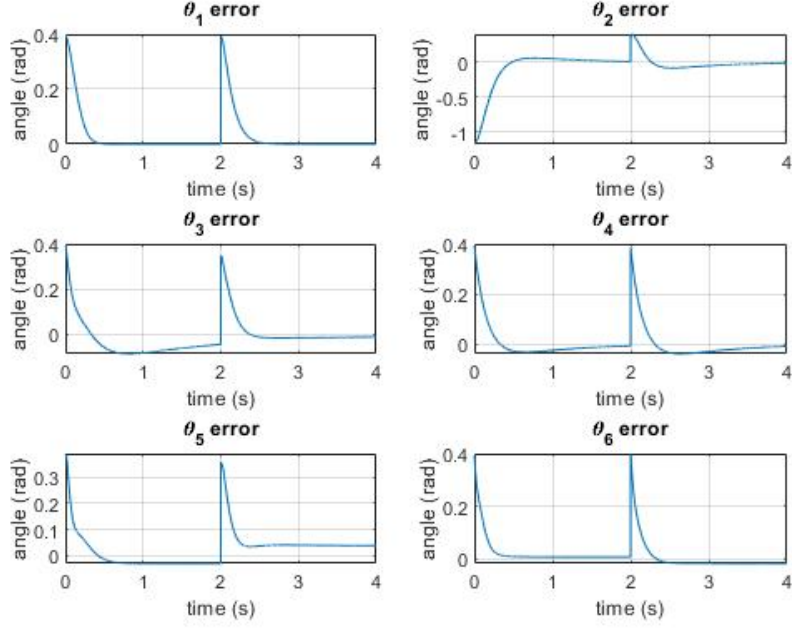 θ1 error
angle (rad)
0.4
0.2
0
0 1 2 3 4
time (s)
θ2 error
angle (rad)
0
-0.5
-1
0 1 2 3 4
time (s)
θ3 error
angle (rad)
0.4
0.2
0
0 1 2 3 4
time (s)
θ4 error
angle (rad)
0.4
0.2
0
0 1 2 3 4
time (s)
θ5 error
angle (rad)
0.3
0.2
0.1
0
0 1 2 3 4
time (s)
θ6 error
angle (rad)
0.4
0.2
0
0 1 2 3 4
time (s)